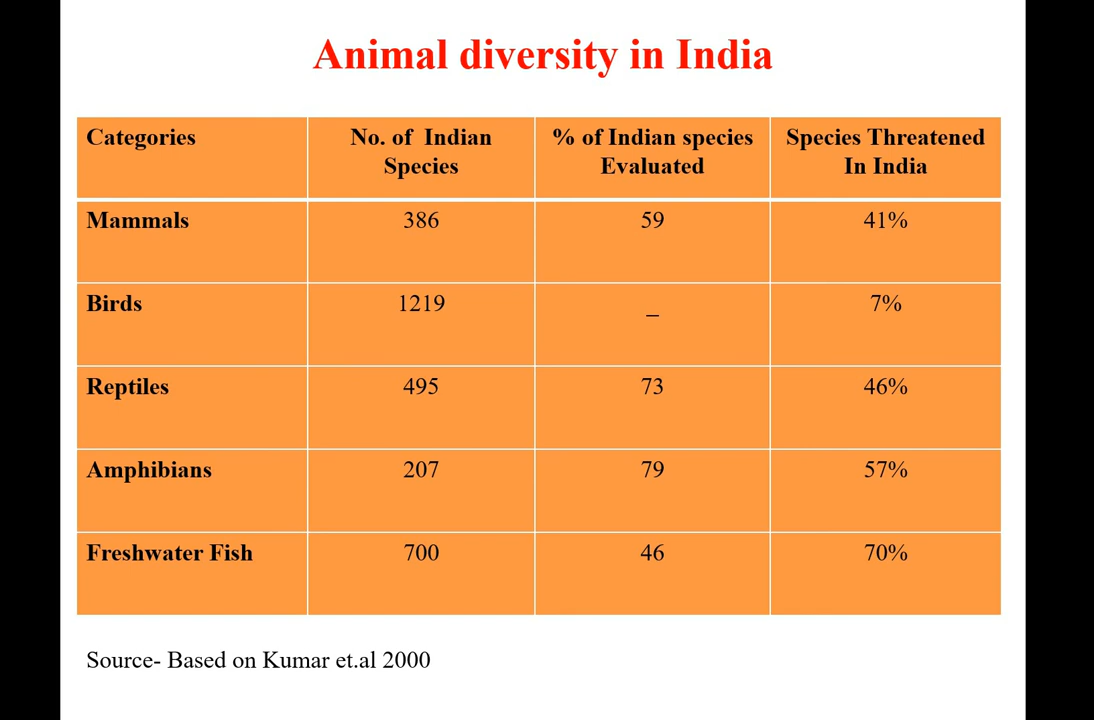 Animal diversity in India
Categories No. of Indian Species % of Indian species Evaluated Species Threatened In India
Mammals 386 59 41%
Birds 1219 _ 7%
Reptiles 495 73 46%
Amphibians 207 79 57%
Freshwater Fish 700 46 70%
Source- Based on Kumar et.al 2000